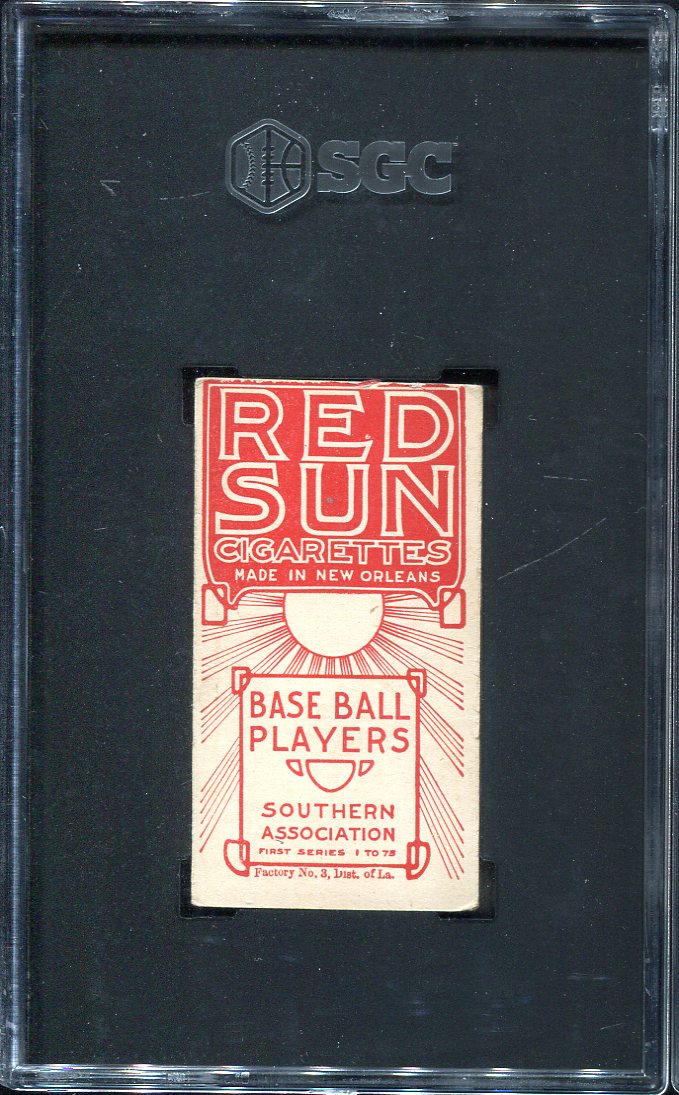 SGC
RED
SUN
CIGARETTES
MADE IN NEW ORLEANS
BASE BALL
PLAYERS
SOUTHERN
ASSOCIATION
FIRST SERIES 1 TO 75
Factory No. 3, Dist. of La.